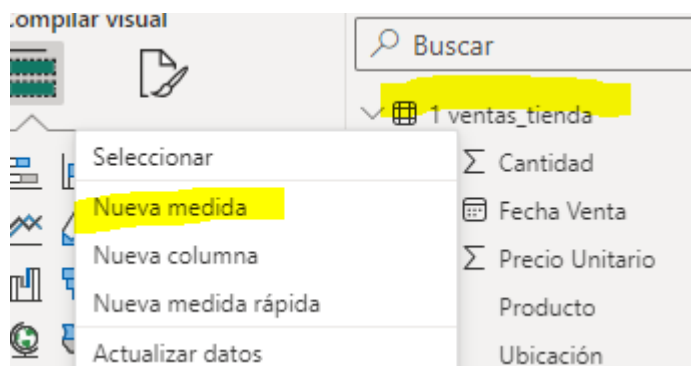 Compilar visual
Buscar
1 ventas_tienda
Seleccionar
Nueva medida
Nueva columna
Nueva medida rápida
Actualizar datos
Σ Cantidad
Fecha Venta
Σ Precio Unitario
Producto
Ubicación